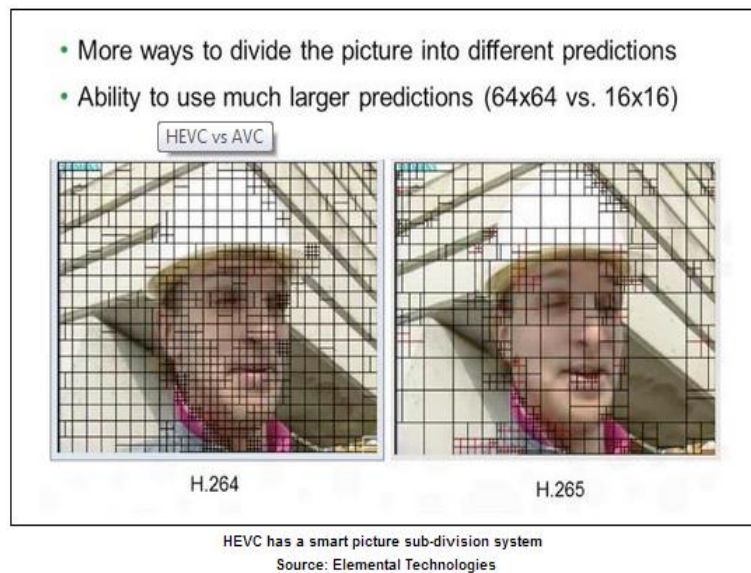 • More ways to divide the picture into different predictions
• Ability to use much larger predictions (64x64 vs. 16x16)
HEVC vs AVC
H.264
H.265
HEVC has a smart picture sub-division system
Source: Elemental Technologies